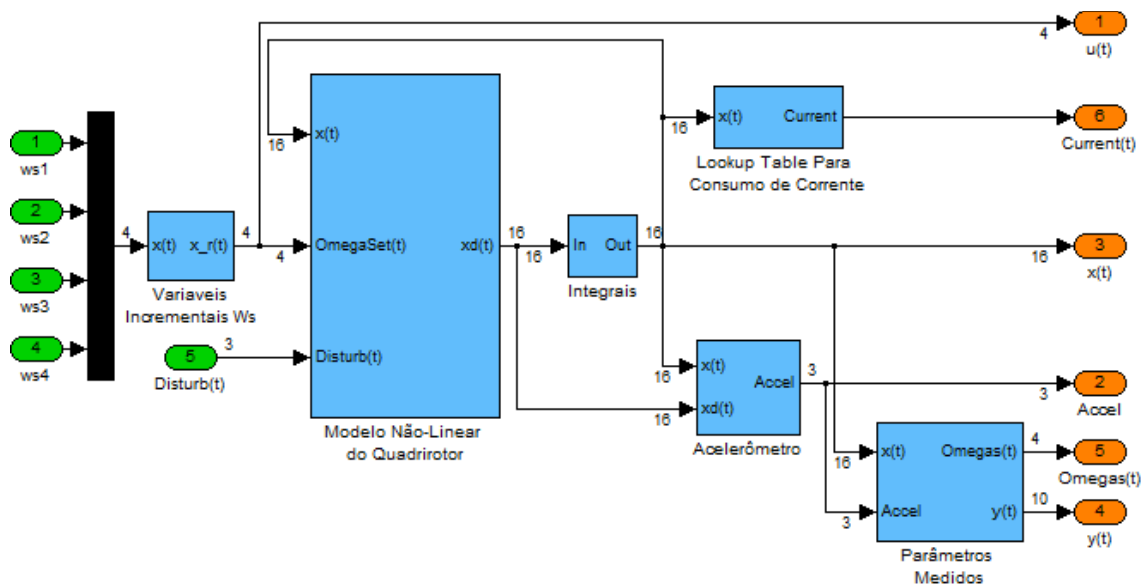 1
4
u(t)
16
x(t)
16
x(t)
Current
6
Current(t)
Lookup Table Para
Consumo de Corrente
1
ws1
2
ws2
3
ws3
4
ws4
4
x(t)
x_r(t)
4
Variaveis
Incrementais Ws
4
OmegaSet(t)
xd(t)
16
16
In
Out
16
Integrais
3
16
x(t)
5
Disturb(t)
3
Disturb(t)
Modelo Não-Linear
do Quadrirotor
16
x(t)
Accel
16
xd(t)
3
Acelerômetro
2
3
Accel
16
x(t)
Omegas(t)
4
5
Omegas(t)
3
Accel
y(t)
10
4
y(t)
Parâmetros
Medidos